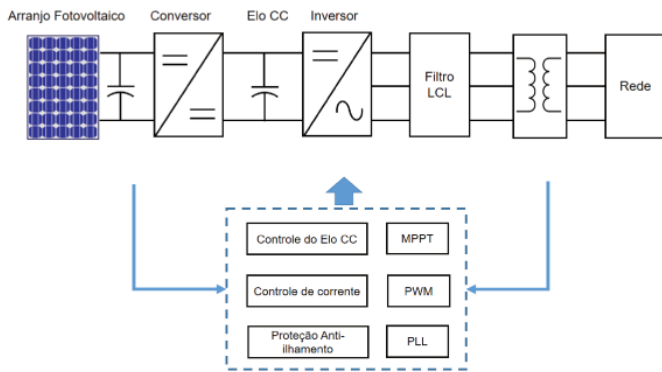 Arranjo Fotovoltaico
Conversor
Elo CC
Inversor
Filtro
LCL
Rede
Controle do Elo CC
MPPT
Controle de corrente
PWM
Proteção Anti-
ilhamento
PLL